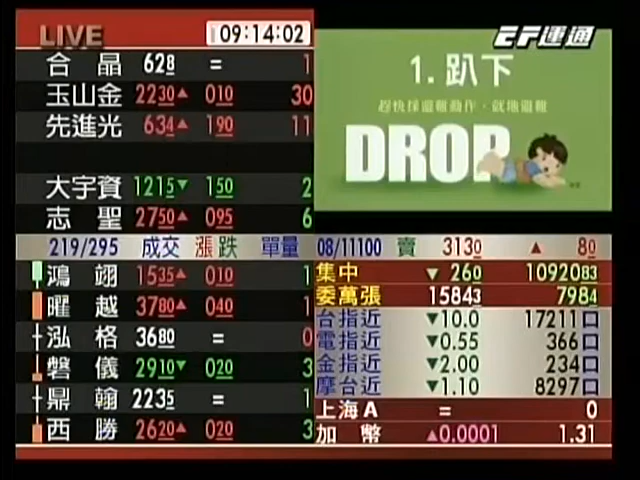 LIVE 09:14:02
合晶 628 = 1
玉山金 2230▲ 010 30
先進光 634▲ 190 11
大宇資 1215▼ 150 2
志聖 2750▲ 095 6
219/295 成交 漲跌 單量
鴻翊 1535▲ 010 1
曜越 3780▲ 040 1
泓格 3680 = 0
磐儀 2910▼ 020 3
鼎翰 2235 = 1
西勝 2620▲ 020 3
1.趴下
趕快採避難動作,就地避難
DROP
08/11100 賣 3130 ▲ 80
集中 ▼ 260 1092083
委萬張 15843 7984
台指近 ▼10.0 17211口
電指近 ▼0.55 366口
金指近 ▼2.00 234口
摩台近 ▼1.10 8297口
上海A = 0
加幣 ▲0.0001 1.31